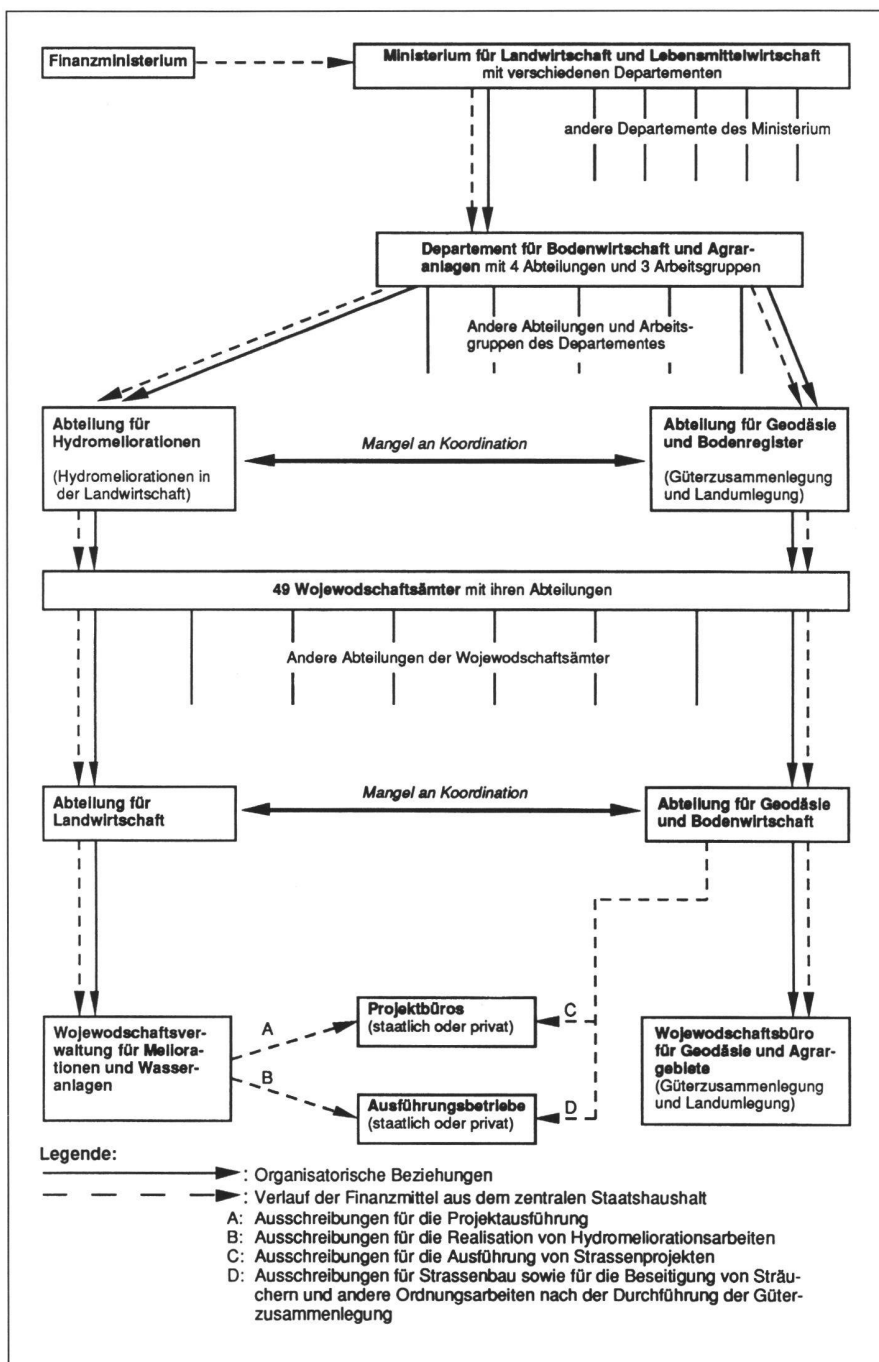 Finanzministerium
Ministerium für Landwirtschaft und Lebensmittelwirtschaft
mit verschiedenen Departementen
andere Departemente des Ministerium
Departement für Bodenwirtschaft und Agrar-
anlagen mit 4 Abteilungen und 3 Arbeitsgruppen
Andere Abteilungen und Arbeits-
gruppen des Departementes
Abteilung für
Hydromeliorationen
(Hydromeliorationen in
der Landwirtschaft)
Mangel an Koordination
Abteilung für Geodäsie
und Bodenregister
(Güterzusammenlegung
und Landumlegung)
49 Wojewodschaftsämter mit ihren Abteilungen
Andere Abteilungen der Wojewodschaftsämter
Abteilung für
Landwirtschaft
Mangel an Koordination
Abteilung für Geodäsie
und Bodenwirtschaft
Wojewodschaftsver-
waltung für Meliora-
tionen und Wasser-
anlagen
A
B
Projektbüros
(staatlich oder privat)
C
Ausführungsbetriebe
(staatlich oder privat)
D
Wojewodschaftsbüro
für Geodäsie und Agrar-
gebiete
(Güterzusammenlegung
und Landumlegung)
Legende:
: Organisatorische Beziehungen
: Verlauf der Finanzmittel aus dem zentralen Staatshaushalt
A: Ausschreibungen für die Projektausführung
B: Ausschreibungen für die Realisation von Hydromeliorationsarbeiten
C: Ausschreibungen für die Ausführung von Strassenprojekten
D: Ausschreibungen für Strassenbau sowie für die Beseitigung von Sträu-
chern und andere Ordnungsarbeiten nach der Durchführung der Güter-
zusammenlegung